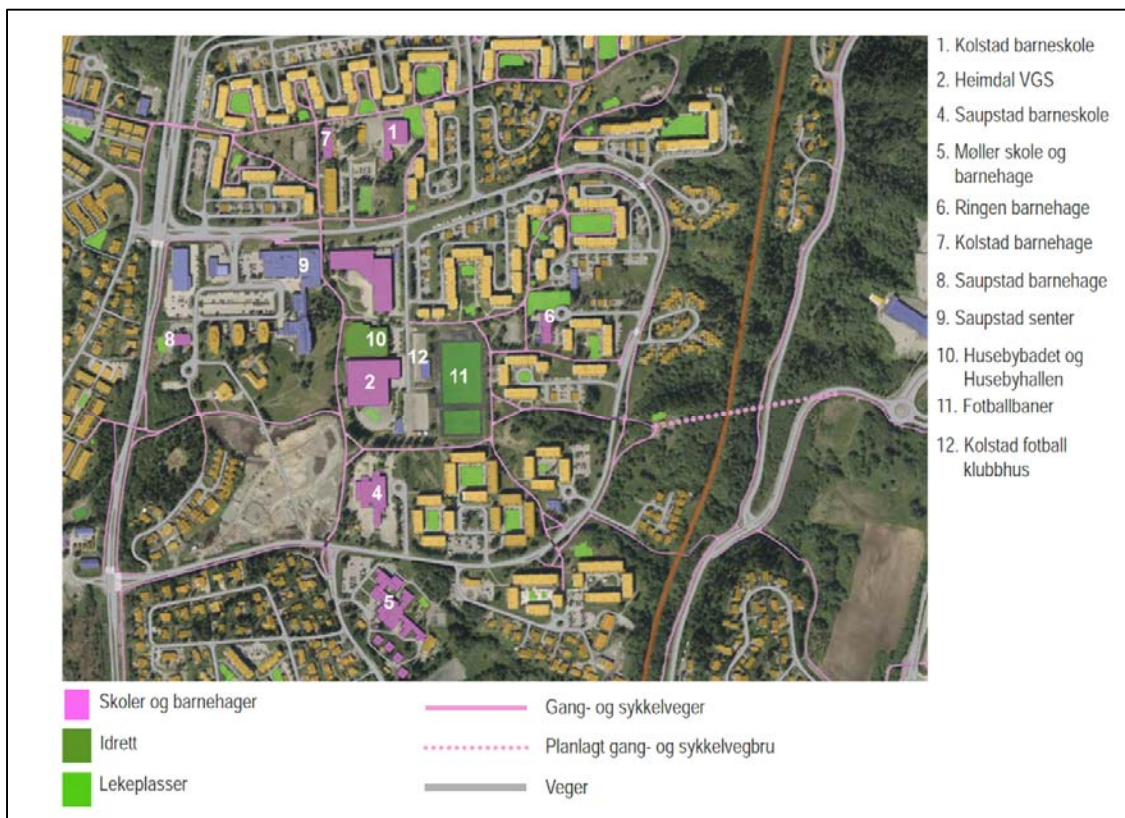 1. Kolstad barneskole
2. Heimdal VGS
4. Saupstad barneskole
5. Møller skole og
barnehage
6. Ringen barnehage
7. Kolstad barnehage
8. Saupstad barnehage
9. Saupstad senter
10. Husebybadet og
Husebyhallen
11. Fotballbaner
12. Kolstad fotball
klubbhus
7
1
9
8
10
6
12
2
11
4
5
Skoler og barnehager
Idrett
Lekeplasser
Gang- og sykkelveger
Planlagt gang- og sykkelvegbru
Veger